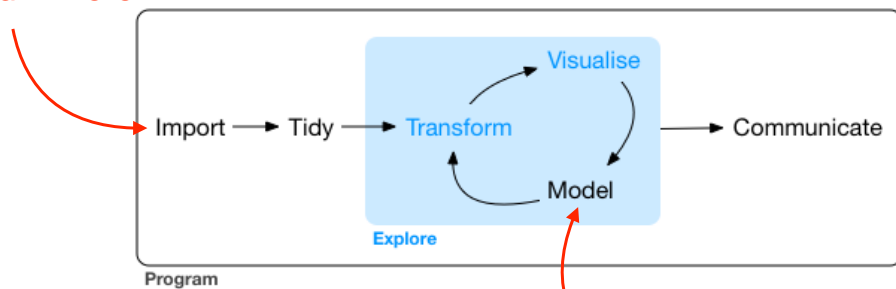 Visualise
Import
Tidy
Transform
Communicate
Model
Explore
Program